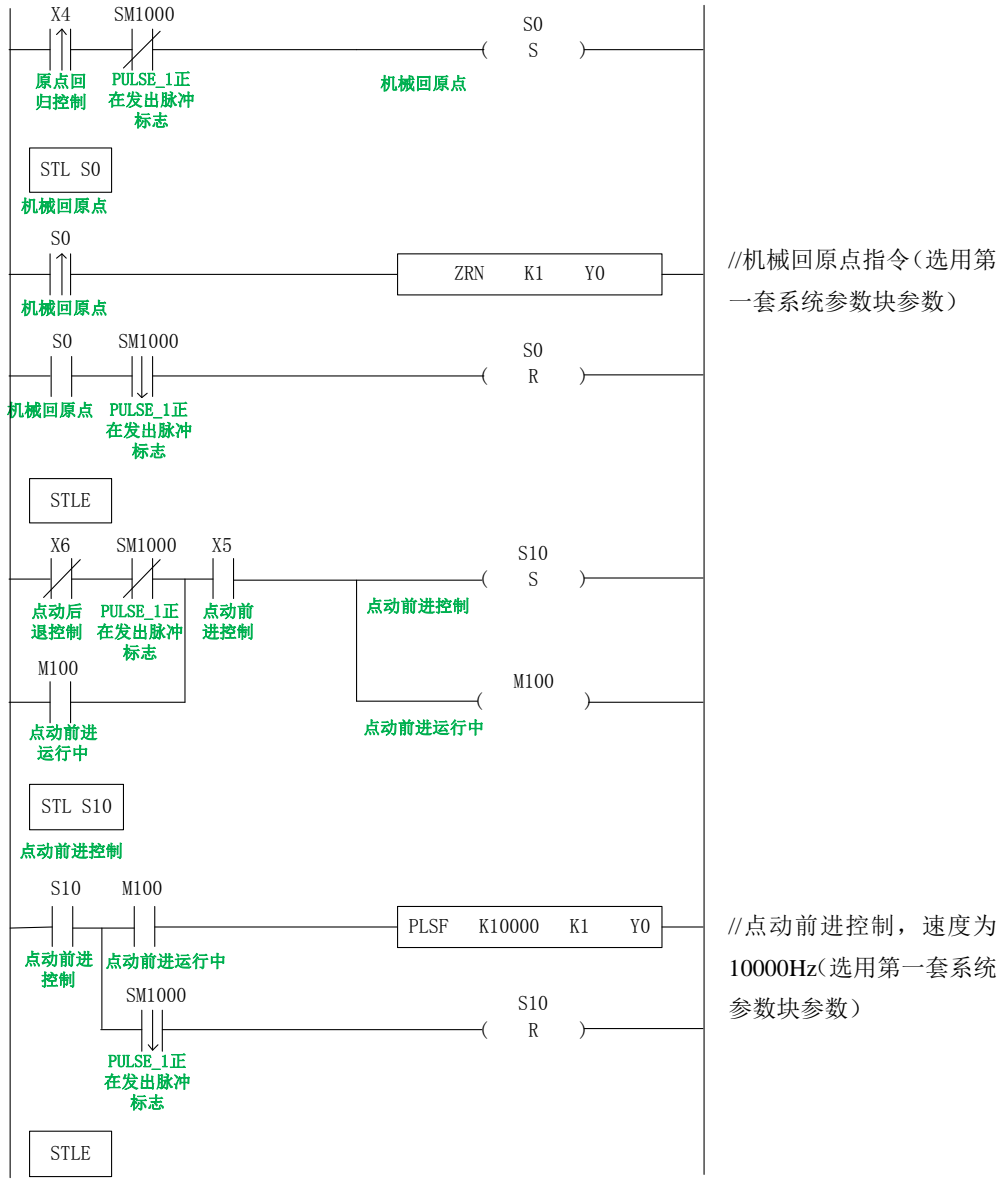 X4 SM1000
S0
( S )
原点回
归控制
PULSE_1正
在发出脉冲
标志
机械回原点
STL S0
机械回原点
S0
ZRN K1 Y0
机械回原点
//机械回原点指令（选用第
一套系统参数块参数）
S0 SM1000
S0
( R )
机械回原点
PULSE_1正
在发出脉冲
标志
STLE
X6 SM1000 X5
S10
( S )
点动后
退控制
PULSE_1正
在发出脉冲
标志
点动前
进控制
点动前进控制
M100
M100
( )
点动前进
运行中
点动前进运行中
STL S10
点动前进控制
S10 M100
PLSF K10000 K1 Y0
点动前进
控制
点动前进运行中
//点动前进控制，速度为
10000Hz（选用第一套系统
参数块参数）
SM1000
S10
( R )
PULSE_1正
在发出脉冲
标志
STLE